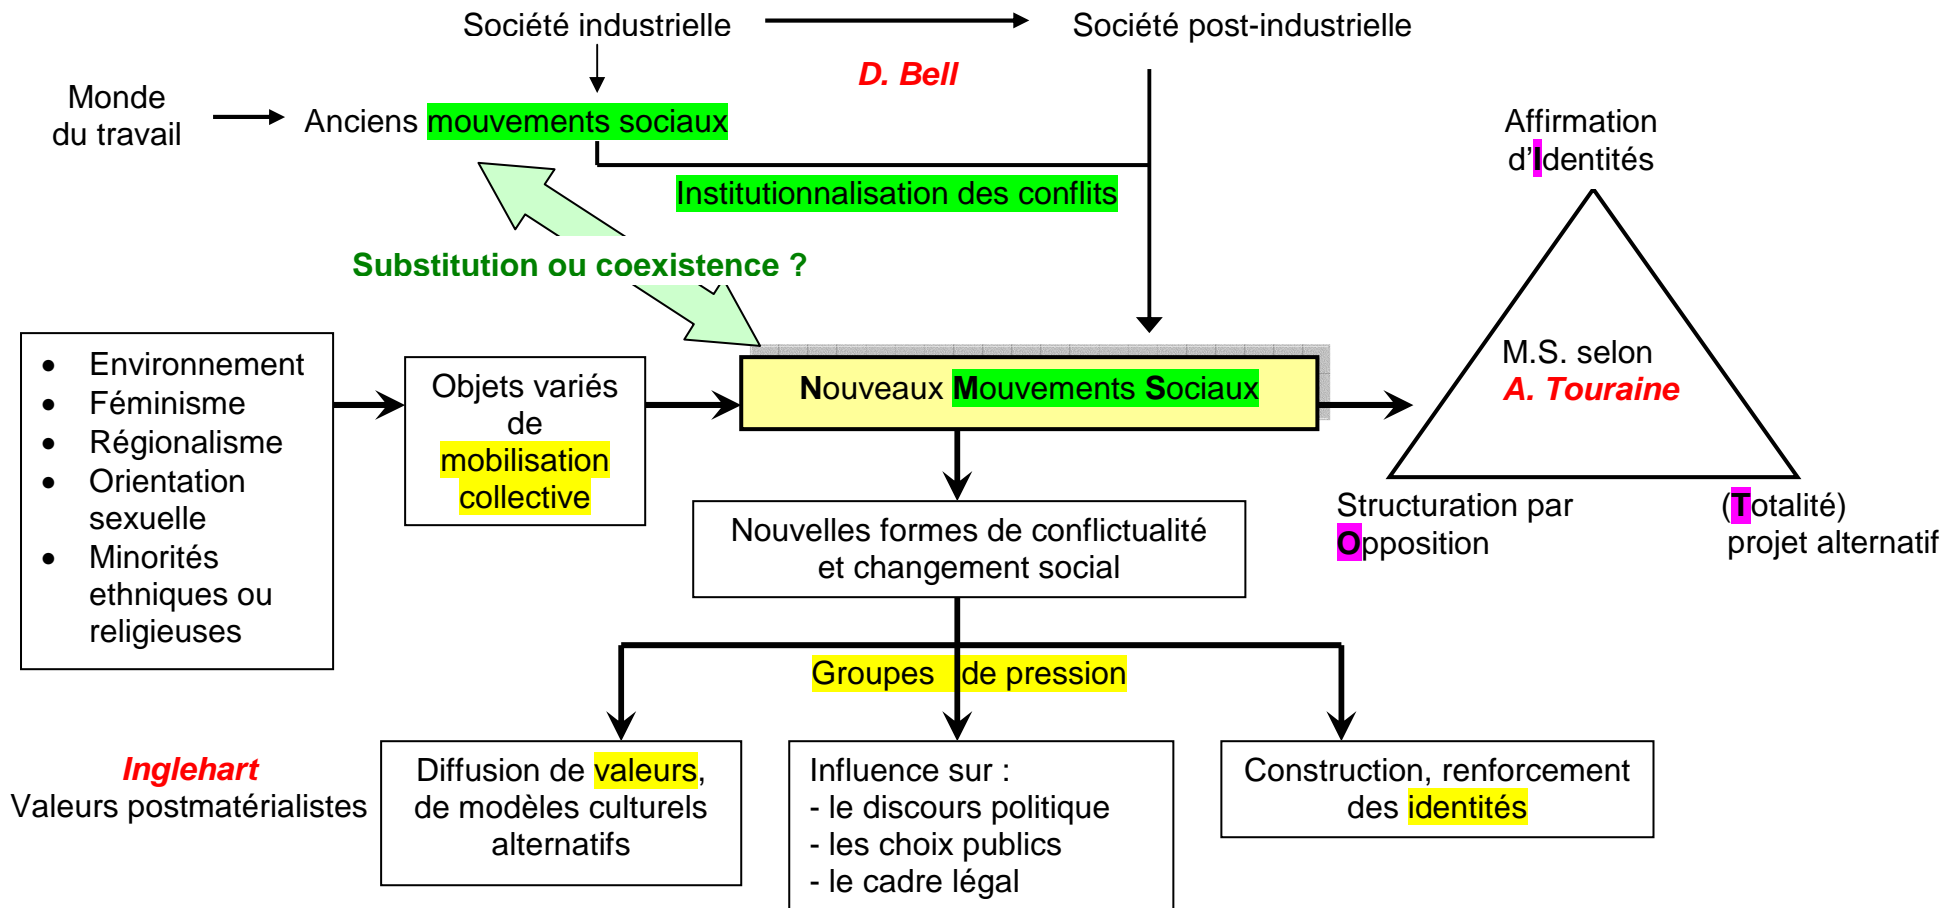 Société industrielle
Société post-industrielle
D. Bell
Monde
du travail
Anciens mouvements sociaux
Institutionnalisation des conflits
Affirmation
d'Identités
Substitution ou coexistence ?
M.S. selon
A. Touraine
Structuration par
Opposition
(Totalité)
projet alternatif
• Environnement
• Féminisme
• Régionalisme
• Orientation
sexuelle
• Minorités
ethniques ou
religieuses
Objets variés
de
mobilisation
collective
Nouveaux Mouvements Sociaux
Nouvelles formes de conflictualité
et changement social
Groupes de pression
Inglehart
Valeurs postmatérialistes
Diffusion de valeurs,
de modèles culturels
alternatifs
Influence sur :
- le discours politique
- les choix publics
- le cadre légal
Construction, renforcement
des identités